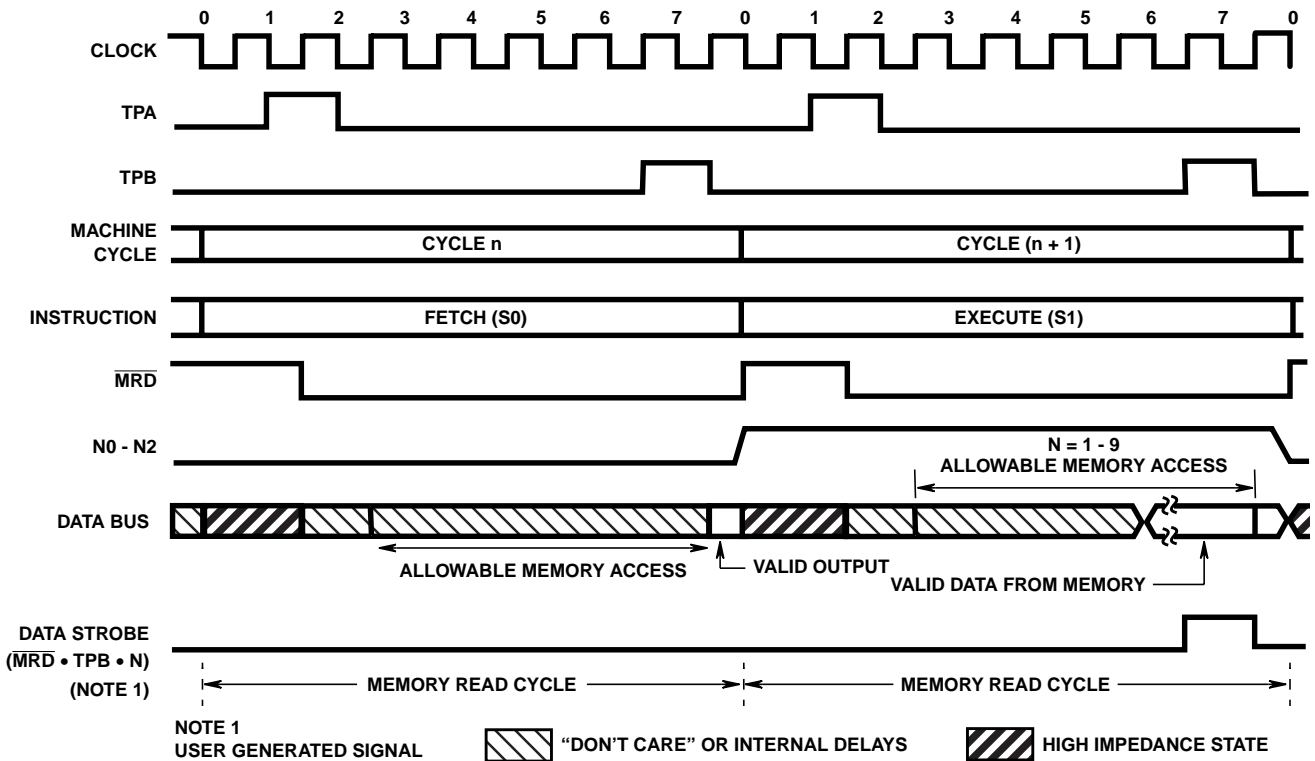 0 1 2 3 4 5 6 7 0 1 2 3 4 5 6 7 0
CLOCK
TPA
TPB
MACHINE
CYCLE
CYCLE n
CYCLE (n + 1)
INSTRUCTION
FETCH (S0)
EXECUTE (S1)
MRD
N0 - N2
N = 1 - 9
ALLOWABLE MEMORY ACCESS
DATA BUS
ALLOWABLE MEMORY ACCESS
VALID OUTPUT
VALID DATA FROM MEMORY
DATA STROBE
(MRD • TPB • N)
(NOTE 1)
MEMORY READ CYCLE
MEMORY READ CYCLE
NOTE 1
USER GENERATED SIGNAL
“DON'T CARE” OR INTERNAL DELAYS
HIGH IMPEDANCE STATE